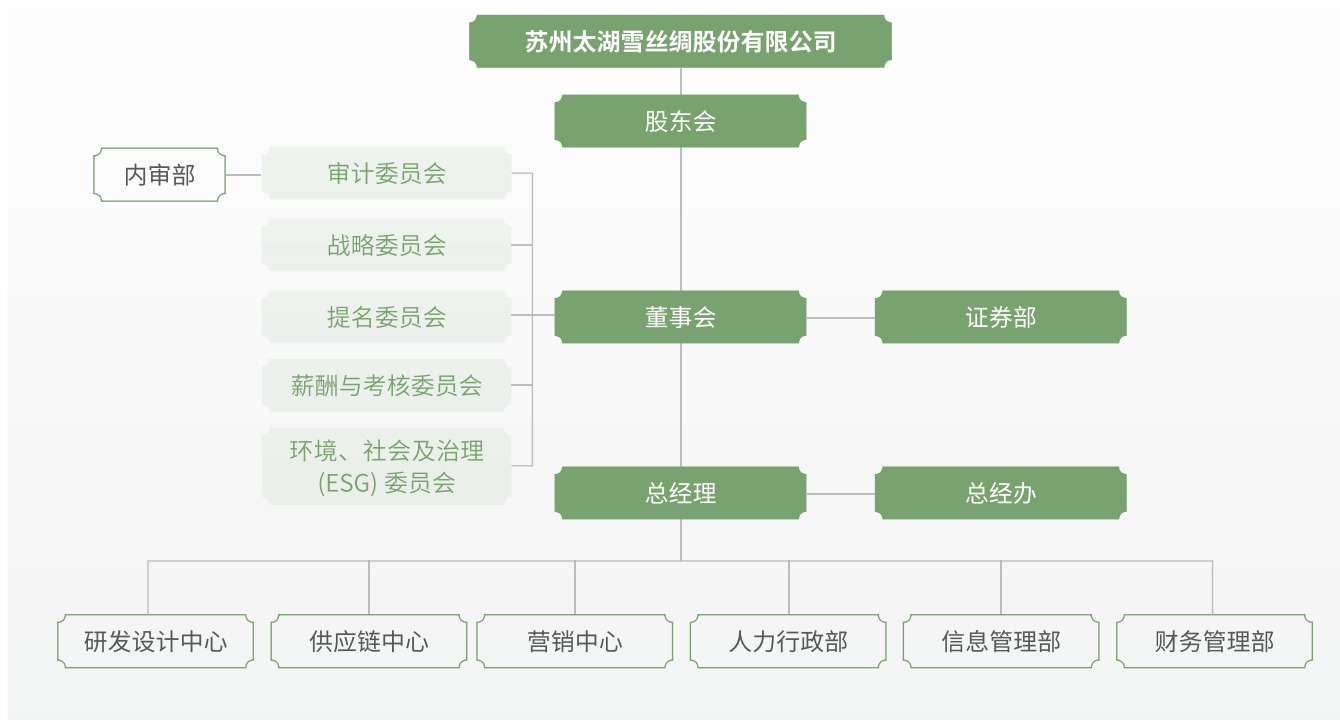 苏州太湖雪丝绸股份有限公司
股东会
内审部
审计委员会
战略委员会
提名委员会
董事会
证券部
薪酬与考核委员会
环境、社会及治理
(ESG) 委员会
总经理
总经办
研发设计中心
供应链中心
营销中心
人力行政部
信息管理部
财务管理部